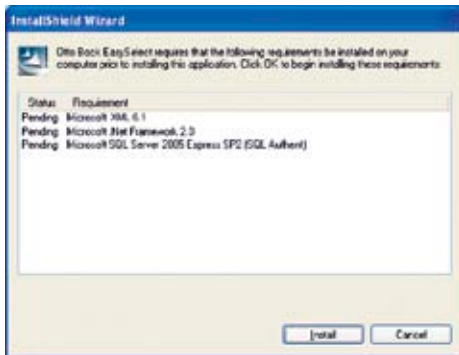 InstallShield Wizard
Otto Bock EasySelect requires that the following requirements be installed on your
computer prior to installing this application. Click OK to begin installing these requirements:
Status Requirement
Pending Microsoft XML 6.1
Pending Microsoft .Net Framework 2.0
Pending Microsoft SQL Server 2005 Express SP2 (SQL Authent)
Install Cancel